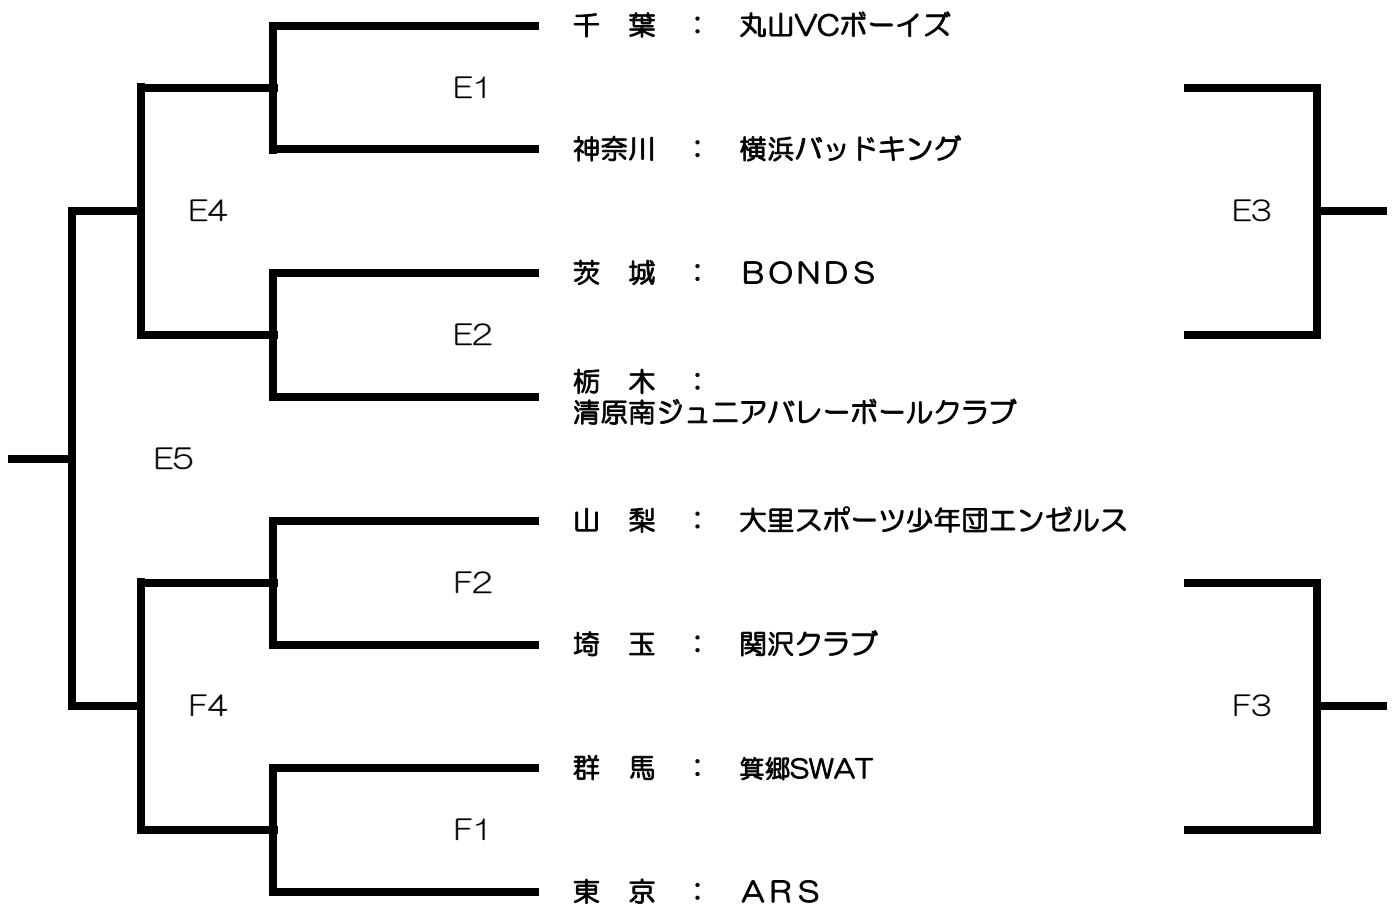 千　葉　：　丸山VCボーイズ
E1
神奈川　：　横浜バッドキング
E4
E3
茨　城　：　ＢＯＮＤＳ
E2
栃　木　：
清原南ジュニアバレーボールクラブ
E5
山　梨　：　大里スポーツ少年団エンゼルス
F2
埼　玉　：　関沢クラブ
F4
F3
群　馬　：　箕郷SWAT
F1
東　京　：　ＡＲＳ